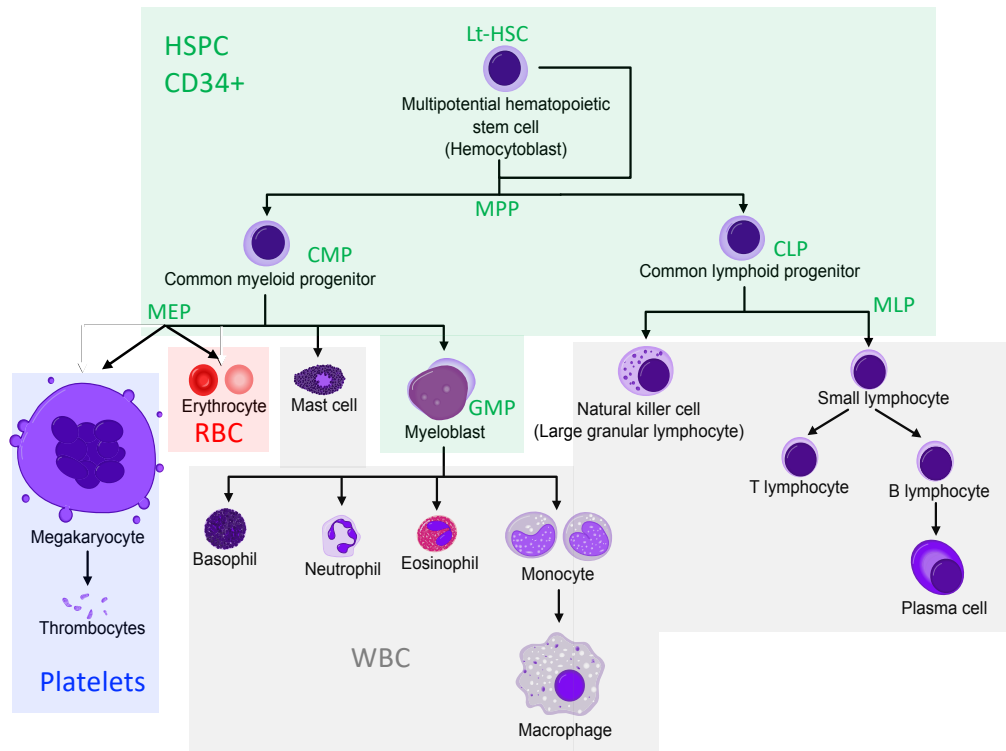 HSPC
CD34+
Lt-HSC
Multipotential hematopoietic
stem cell
(Hemocytoblast)
MPP
CMP
Common myeloid progenitor
CLP
Common lymphoid progenitor
MEP
MLP
Erythrocyte
RBC
Mast cell
GMP
Myeloblast
Natural killer cell
(Large granular lymphocyte)
Small lymphocyte
T lymphocyte
B lymphocyte
Megakaryocyte
Basophil
Neutrophil
Eosinophil
Monocyte
Plasma cell
Thrombocytes
Platelets
WBC
Macrophage